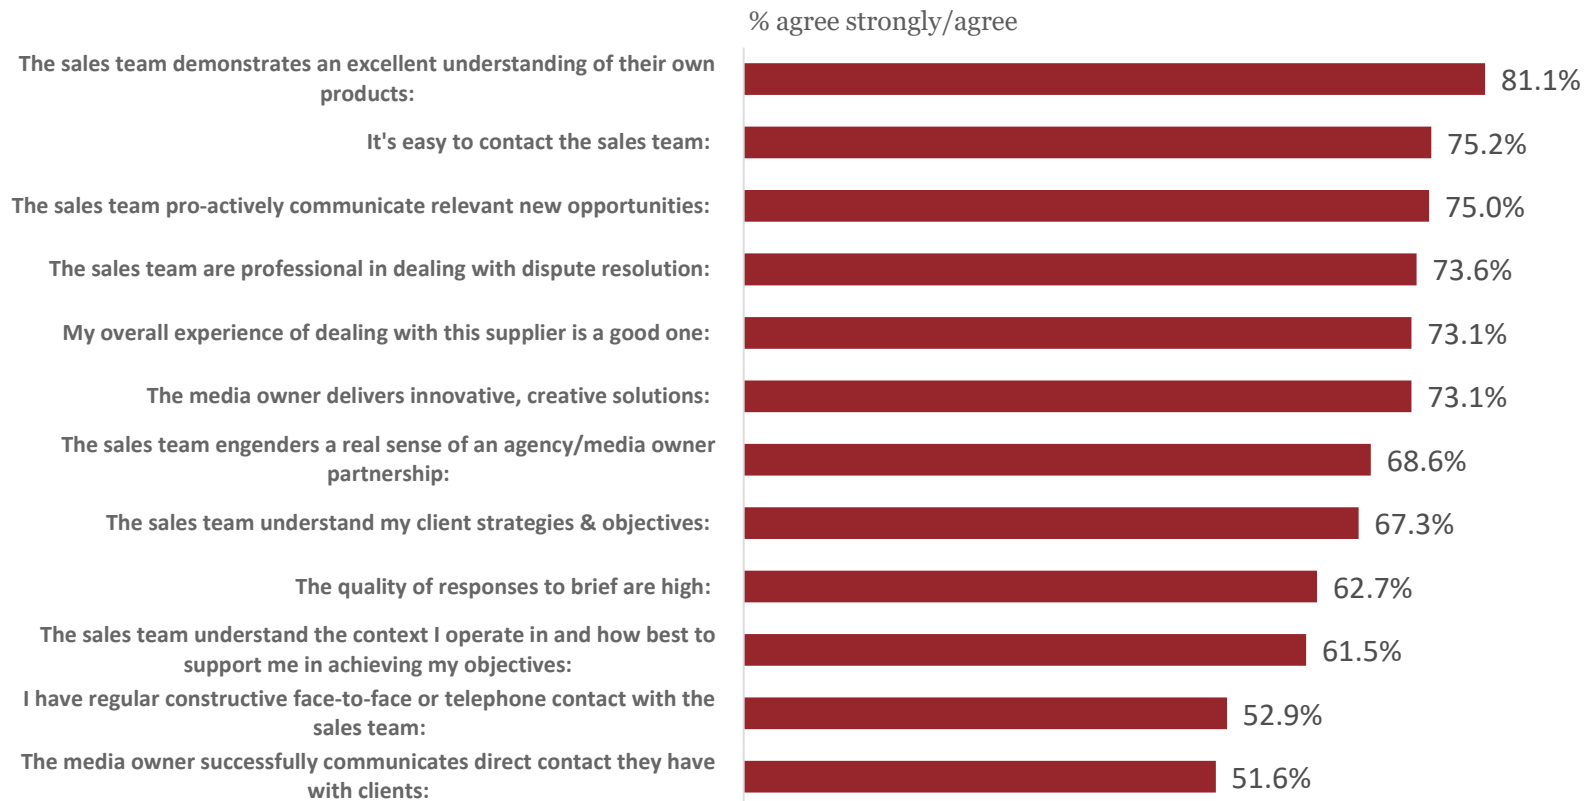 % agree strongly/agree
The sales team demonstrates an excellent understanding of their own
products:
81.1%
It's easy to contact the sales team:
75.2%
The sales team pro-actively communicate relevant new opportunities:
75.0%
The sales team are professional in dealing with dispute resolution:
73.6%
My overall experience of dealing with this supplier is a good one:
73.1%
The media owner delivers innovative, creative solutions:
73.1%
The sales team engenders a real sense of an agency/media owner
partnership:
68.6%
The sales team understand my client strategies & objectives:
67.3%
The quality of responses to brief are high:
62.7%
The sales team understand the context I operate in and how best to
support me in achieving my objectives:
61.5%
I have regular constructive face-to-face or telephone contact with the
sales team:
52.9%
The media owner successfully communicates direct contact they have
with clients:
51.6%